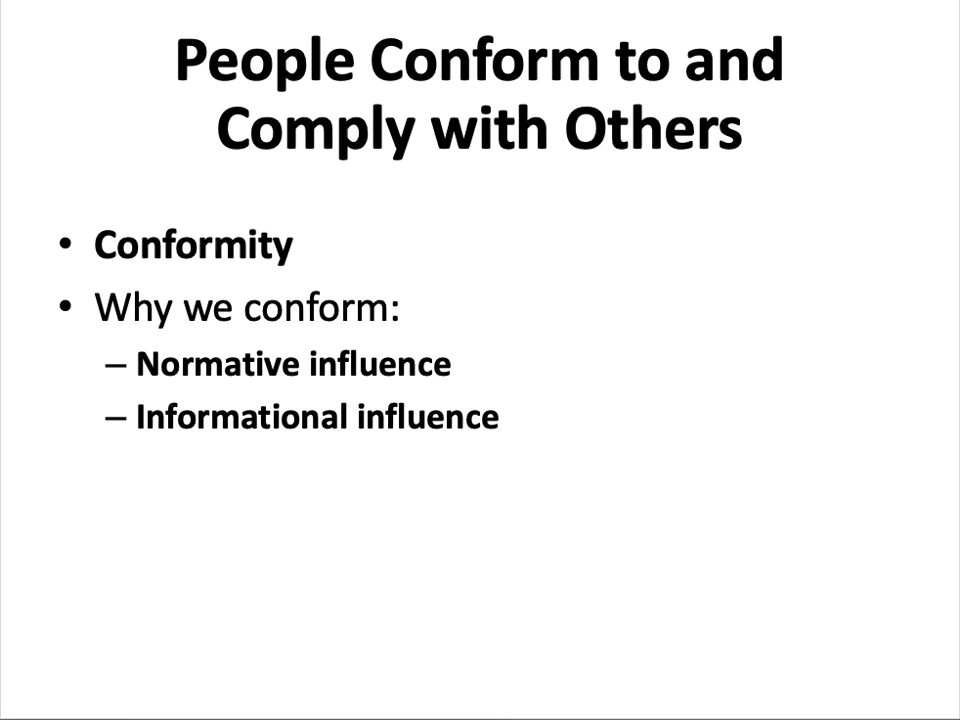 People Conform to and
Comply with Others
• Conformity
• Why we conform:
– Normative influence
– Informational influence